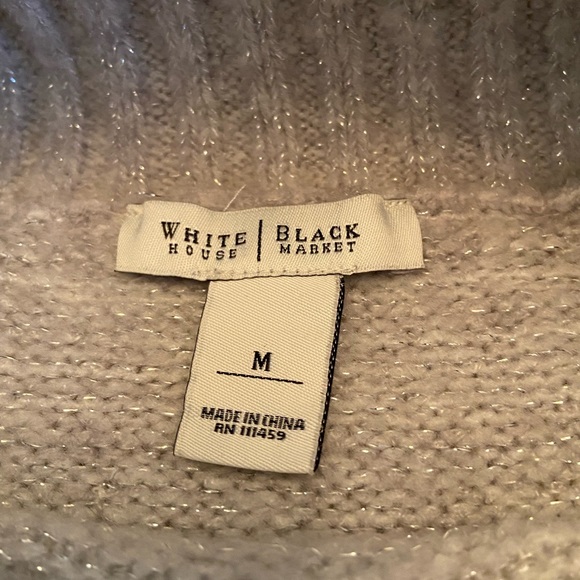 WHITE | BLACK
HOUSE | MARKET
M
MADE IN CHINA
RN 111459